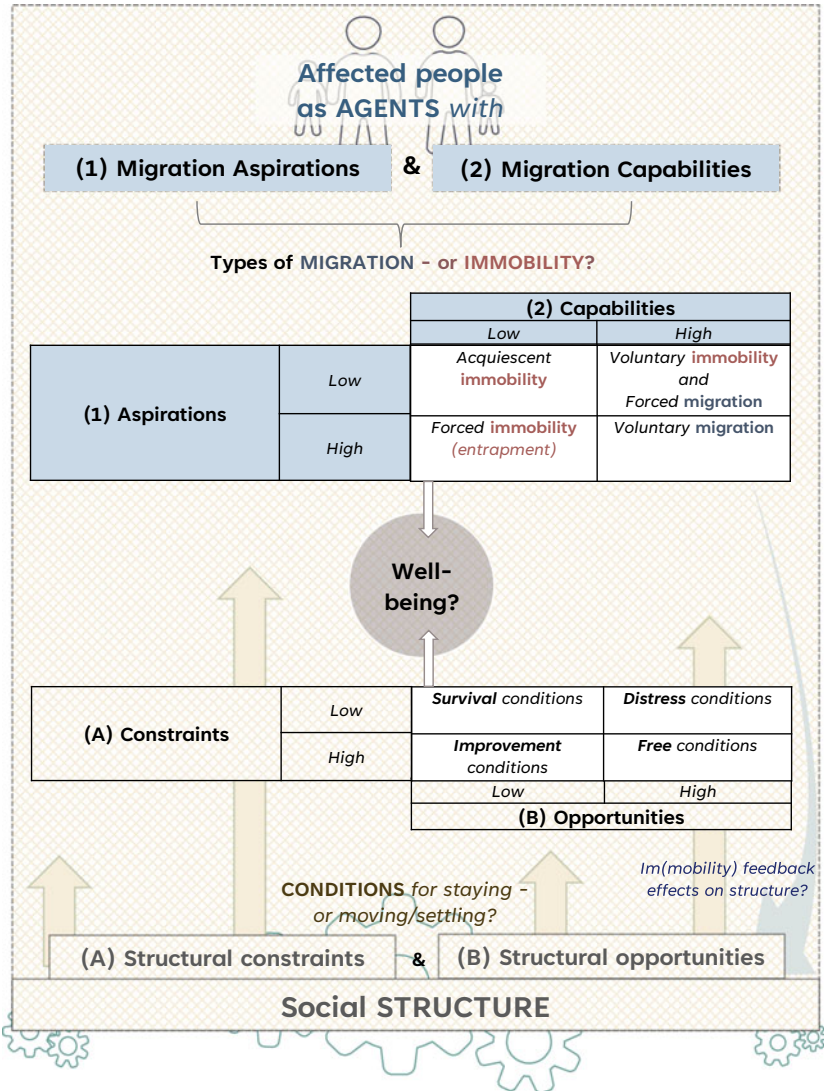 Affected people
as AGENTS with
(1) Migration Aspirations & (2) Migration Capabilities
Types of MIGRATION - or IMMOBILITY?
(2) Capabilities
Low High
(1) Aspirations
Low
Acquiescent
immobility
Voluntary immobility
and
Forced migration
High
Forced immobility
(entrapment)
Voluntary migration
Well-
being?
(A) Constraints
Low
Survival conditions
Distress conditions
High
Improvement
conditions
Free conditions
Low High
(B) Opportunities
Im(mobility) feedback
effects on structure?
CONDITIONS for staying -
or moving/settling?
(A) Structural constraints & (B) Structural opportunities
Social STRUCTURE